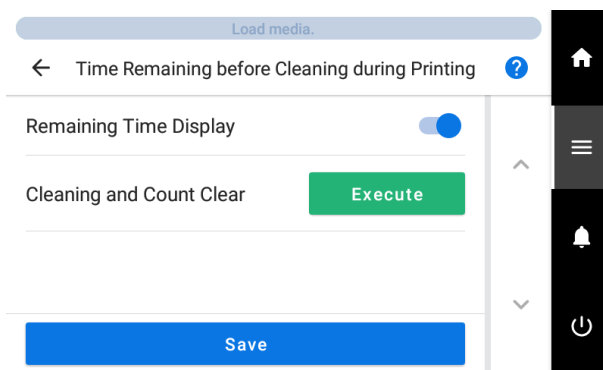 Load media.
Time Remaining before Cleaning during Printing
?
Remaining Time Display
Cleaning and Count Clear
Execute
Save